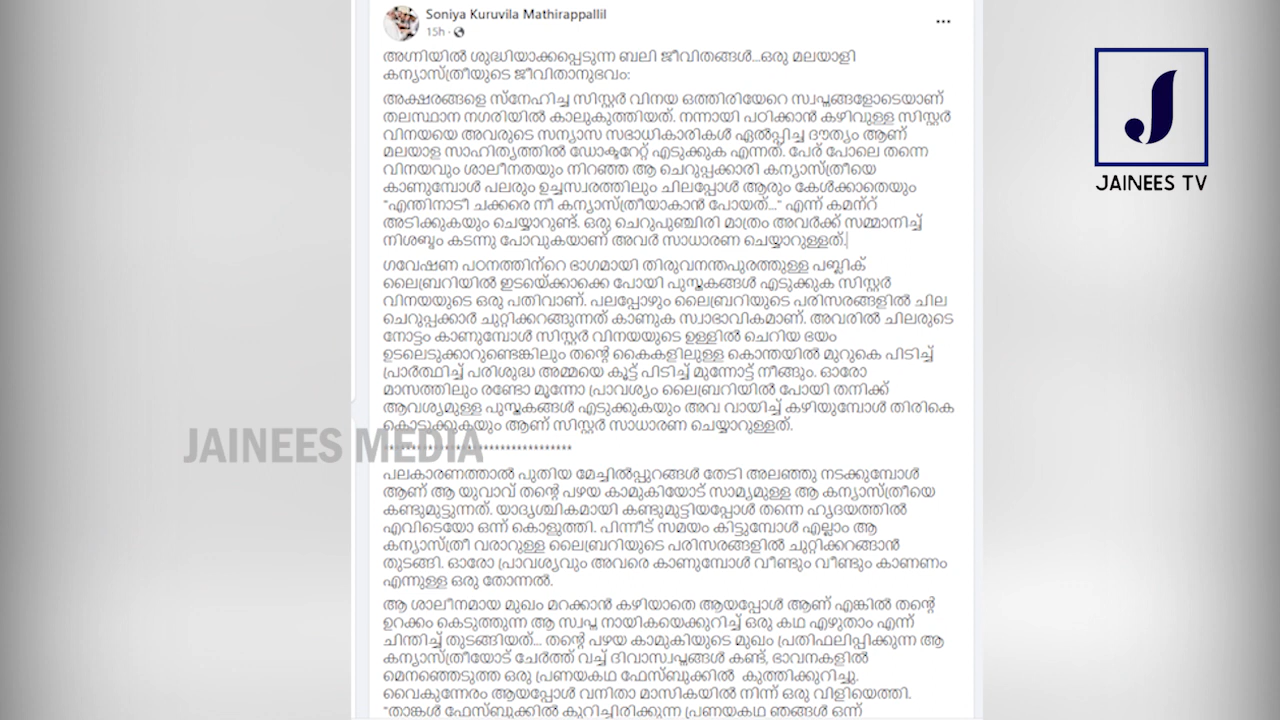 Soniya Kuruvila Mathirappallil
15h
അഗ്നിയിൽ ശുദ്ധിയാക്കപ്പെടുന്ന ബലി ജീവിതങ്ങൾ...ഒരു മലയാളി
കന്യാസ്ത്രീയുടെ ജീവിതാനുഭവം:
അക്ഷരങ്ങളെ സ്നേഹിച്ച സിസ്റ്റർ വിനയ ഒത്തിരിയേറെ സ്വപ്നങ്ങളോടെയാണ്
തലസ്ഥാന നഗരിയിൽ കാലുകുത്തിയത്. നന്നായി പഠിക്കാൻ കഴിവുള്ള സിസ്റ്റർ
വിനയയെ അവരുടെ സന്യാസ സഭാധികാരികൾ ഏൽപ്പിച്ച ദൗത്യം ആണ്
മലയാള സാഹിത്യത്തിൽ ഡോക്ടറേറ്റ് എടുക്കുക എന്നത്. പേര് പോലെ തന്നെ
വിനയവും ശാലീനതയും നിറഞ്ഞ ആ ചെറുപ്പക്കാരി കന്യാസ്ത്രീയെ
കാണുമ്പോൾ പലരും ഉച്ചസ്വരത്തിലും ചിലപ്പോൾ ആരും കേൾക്കാതെയും
"എന്തിനാടീ ചക്കരെ നീ കന്യാസ്ത്രീയാകാൻ പോയത്..." എന്ന് കമന്റ്
അടിക്കുകയും ചെയ്യാറുണ്ട്. ഒരു ചെറുപുഞ്ചിരി മാത്രം അവർക്ക് സമ്മാനിച്ച്
നിശബ്ദം കടന്നു പോവുകയാണ് അവർ സാധാരണ ചെയ്യാറുള്ളത്.
ഗവേഷണ പഠനത്തിന്റെ ഭാഗമായി തിരുവനന്തപുരത്തുള്ള പബ്ലിക്
ലൈബ്രറിയിൽ ഇടയ്ക്കൊക്കെ പോയി പുസ്തകങ്ങൾ എടുക്കുക സിസ്റ്റർ
വിനയയുടെ ഒരു പതിവാണ്. പലപ്പോഴും ലൈബ്രറിയുടെ പരിസരങ്ങളിൽ ചില
ചെറുപ്പക്കാർ ചുറ്റിക്കറങ്ങുന്നത് കാണുക സ്വാഭാവികമാണ്. അവരിൽ ചിലരുടെ
നോട്ടം കാണുമ്പോൾ സിസ്റ്റർ വിനയയുടെ ഉള്ളിൽ ചെറിയ ഭയം
ഉടലെടുക്കാറുണ്ടെങ്കിലും തന്റെ കൈകളിലുള്ള കൊന്തയിൽ മുറുകെ പിടിച്ച്
പ്രാർത്ഥിച്ച് പരിശുദ്ധ അമ്മയെ കൂട്ട് പിടിച്ച് മുന്നോട്ട് നീങ്ങും. ഓരോ
മാസത്തിലും രണ്ടോ മൂന്നോ പ്രാവശ്യം ലൈബ്രറിയിൽ പോയി തനിക്ക്
ആവശ്യമുള്ള പുസ്തകങ്ങൾ എടുക്കുകയും അവ വായിച്ച് കഴിയുമ്പോൾ തിരികെ
കൊടുക്കുകയും ആണ് സിസ്റ്റർ സാധാരണ ചെയ്യാറുള്ളത്.
പലകാരണത്താൽ പുതിയ മേച്ചിൽപ്പുറങ്ങൾ തേടി അലഞ്ഞു നടക്കുമ്പോൾ
ആണ് ആ യുവാവ് തന്റെ പഴയ കാമുകിയോട് സാമ്യമുള്ള ആ കന്യാസ്ത്രീയെ
കണ്ടുമുട്ടുന്നത്. യാദൃശ്ചികമായി കണ്ടുമുട്ടിയപ്പോൾ തന്നെ ഹൃദയത്തിൽ
എവിടെയോ ഒന്ന് കൊളുത്തി. പിന്നീട് സമയം കിട്ടുമ്പോൾ എല്ലാം ആ
കന്യാസ്ത്രീ വരാറുള്ള ലൈബ്രറിയുടെ പരിസരങ്ങളിൽ ചുറ്റിക്കറങ്ങാൻ
തുടങ്ങി. ഓരോ പ്രാവശ്യവും അവരെ കാണുമ്പോൾ വീണ്ടും വീണ്ടും കാണണം
എന്നുള്ള ഒരു തോന്നൽ.
ആ ശാലീനമായ മുഖം മറക്കാൻ കഴിയാതെ ആയപ്പോൾ ആണ് എങ്കിൽ തന്റെ
ഉറക്കം കെടുത്തുന്ന ആ സ്വപ്ന നായികയെക്കുറിച്ച് ഒരു കഥ എഴുതാം എന്ന്
ചിന്തിച്ച് തുടങ്ങിയത്... തന്റെ പഴയ കാമുകിയുടെ മുഖം പ്രതിഫലിപ്പിക്കുന്ന ആ
കന്യാസ്ത്രീയോട് ചേർത്ത് വച്ച് ദിവാസ്വപ്നങ്ങൾ കണ്ട്, ഭാവനകളിൽ
മെനഞ്ഞെടുത്ത ഒരു പ്രണയകഥ ഫേസ്ബുക്കിൽ കുത്തിക്കുറിച്ചു.
വൈകുന്നേരം ആയപ്പോൾ വനിതാ മാസികയിൽ നിന്ന് ഒരു വിളിയെത്തി.
"താങ്കൾ ഫേസ്ബുക്കിൽ കുറിച്ചിരിക്കുന്ന പ്രണയകഥ ഞങ്ങൾ ഒന്ന്
JAINEES MEDIA
J
JAINEES TV